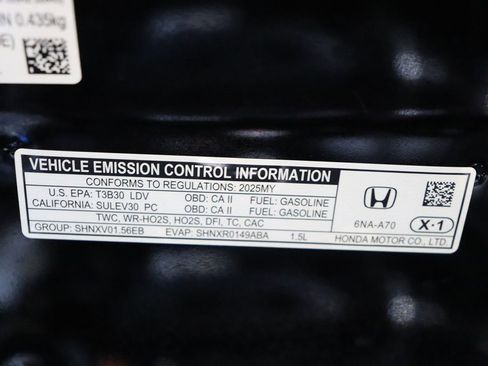 IN 0.435kg
E)
VEHICLE EMISSION CONTROL INFORMATION
CONFORMS TO REGULATIONS: 2025MY
U.S. EPA: T3B30 LDV OBD: CA II FUEL: GASOLINE
CALIFORNIA: SULEV30 PC OBD: CA II FUEL: GASOLINE
TWC, WR-HO2S, HO2S, DFI, TC, CAC
GROUP: SHNXV01.56EB EVAP: SHNXR0149ABA 1.5L
6NA-A70 X-1
HONDA MOTOR CO., LTD.